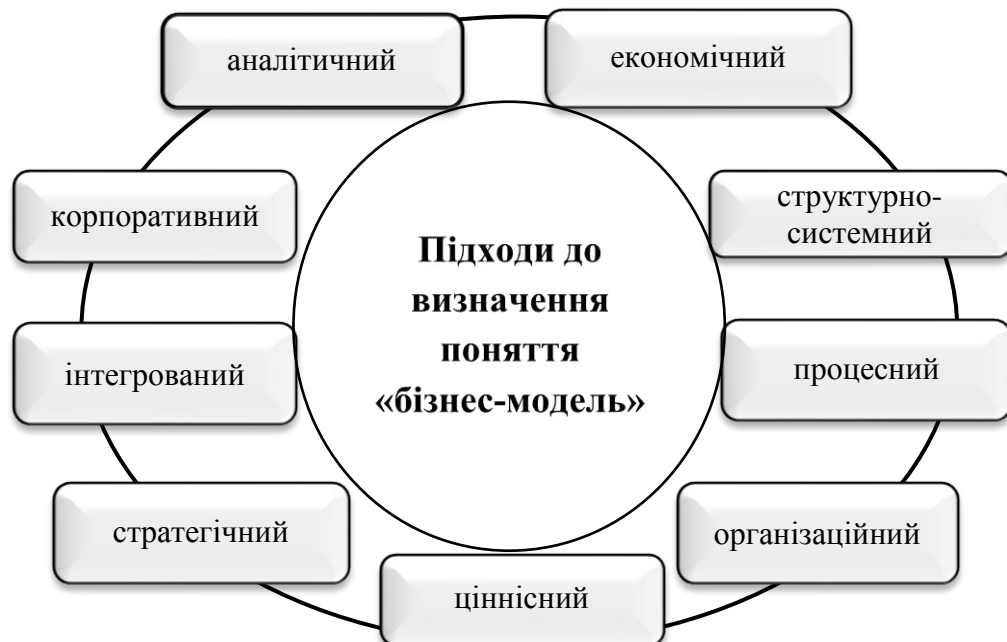 аналітичний
економічний
корпоративний
структурно-
системний
Підходи до
визначення
поняття
«бізнес-модель»
інтегрований
процесний
стратегічний
організаційний
ціннісний